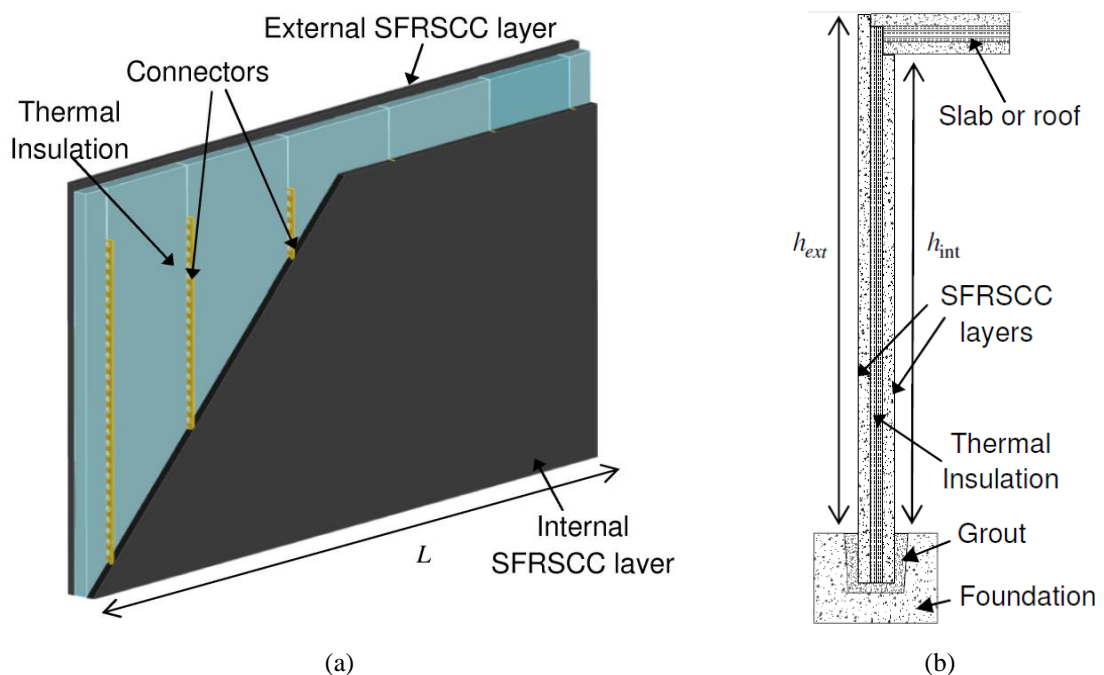 External SFRSCC layer
Connectors
Thermal
Insulation
Internal
SFRSCC layer
L
(a)
Slab or roof
h_ext
h_int
SFRSCC
layers
Thermal
Insulation
Grout
Foundation
(b)